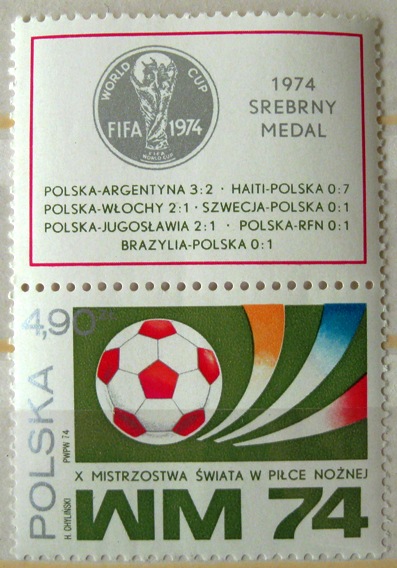 WORLD CUP
FIFA 1974
FIFA
WORLD CUP
1974
SREBRNY
MEDAL
POLSKA-ARGENTYNA 3:2 · HAITI-POLSKA 0:7
POLSKA-WŁOCHY 2:1 · SZWECJA-POLSKA 0:1
POLSKA-JUGOSŁAWIA 2:1 · POLSKA-RFN 0:1
BRAZYLIA-POLSKA 0:1
4,90 zł
POLSKA
H. CHYLIŃSKI
PWPW 74
X MISTRZOSTWA ŚWIATA W PIŁCE NOŻNEJ
WM 74